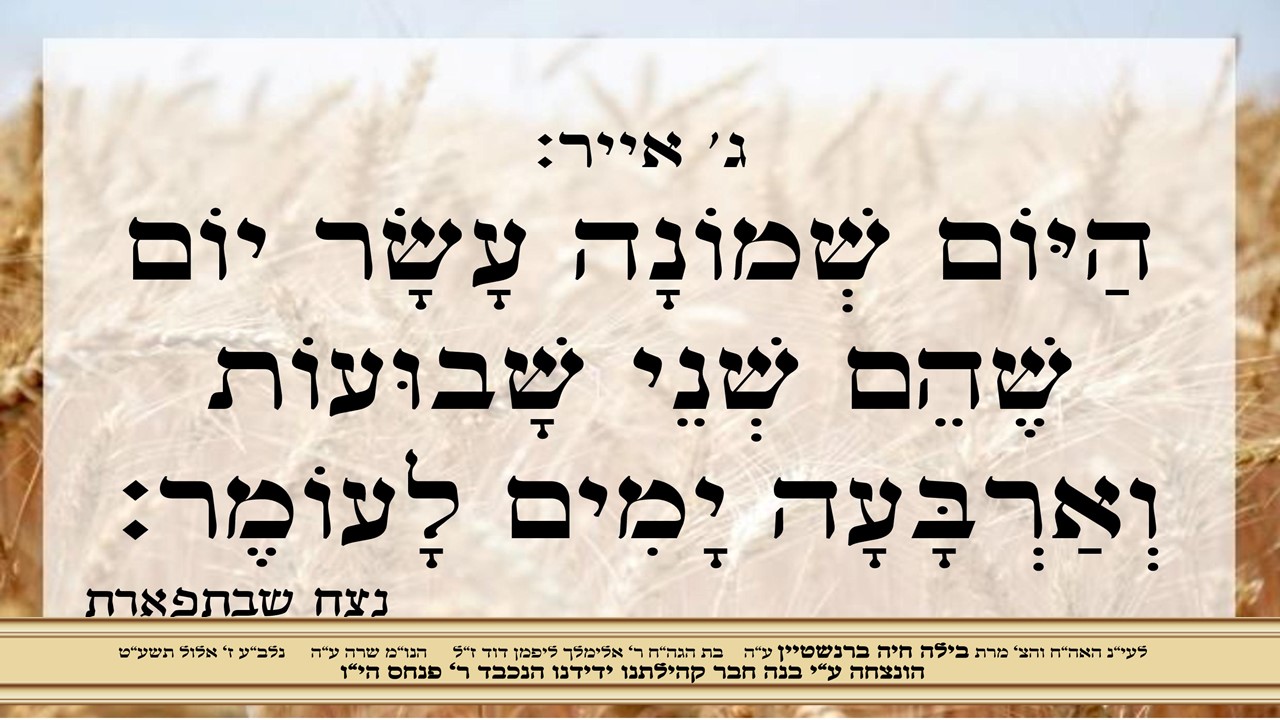 ג׳ אייר:
הַיּוֹם שְׁמוֹנָה עָשָׂר יוֹם
שֶׁהֵם שְׁנֵי שָׁבוּעוֹת
וְאַרְבָּעָה יָמִים לָעוֹמֶר:
נצח שבתפארת
לעי״נ האה״ח והצ׳ מרת בילה חיה ברנשטיין ע״ה בת הגה״ח ר׳ אלימלך ליפמן דוד ז״ל הנו״מ שרה ע״ה נלב״ע ז׳ אלול תשע״ט
הונצחה ע״י בנה חבר קהילתנו ידידנו הנכבד ר׳ פנחס הי״ו